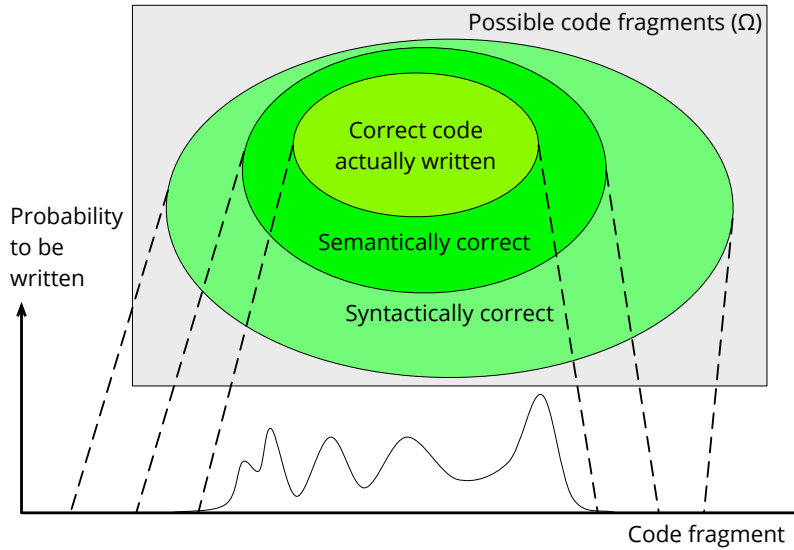 Possible code fragments (Ω)
Correct code
actually written
Semantically correct
Syntactically correct
Probability
to be
written
Code fragment